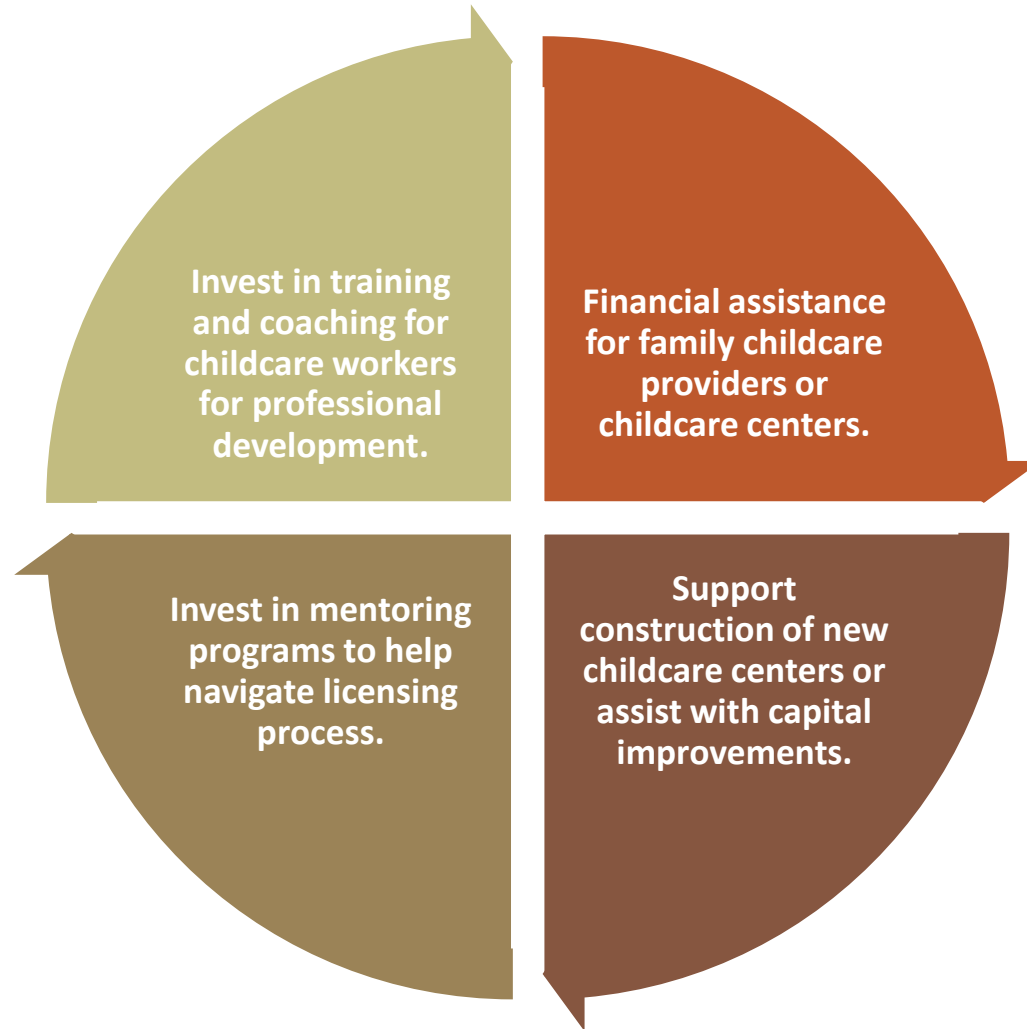 Invest in training
and coaching for
childcare workers
for professional
development.
Financial assistance
for family childcare
providers or
childcare centers.
Invest in mentoring
programs to help
navigate licensing
process.
Support
construction of new
childcare centers or
assist with capital
improvements.